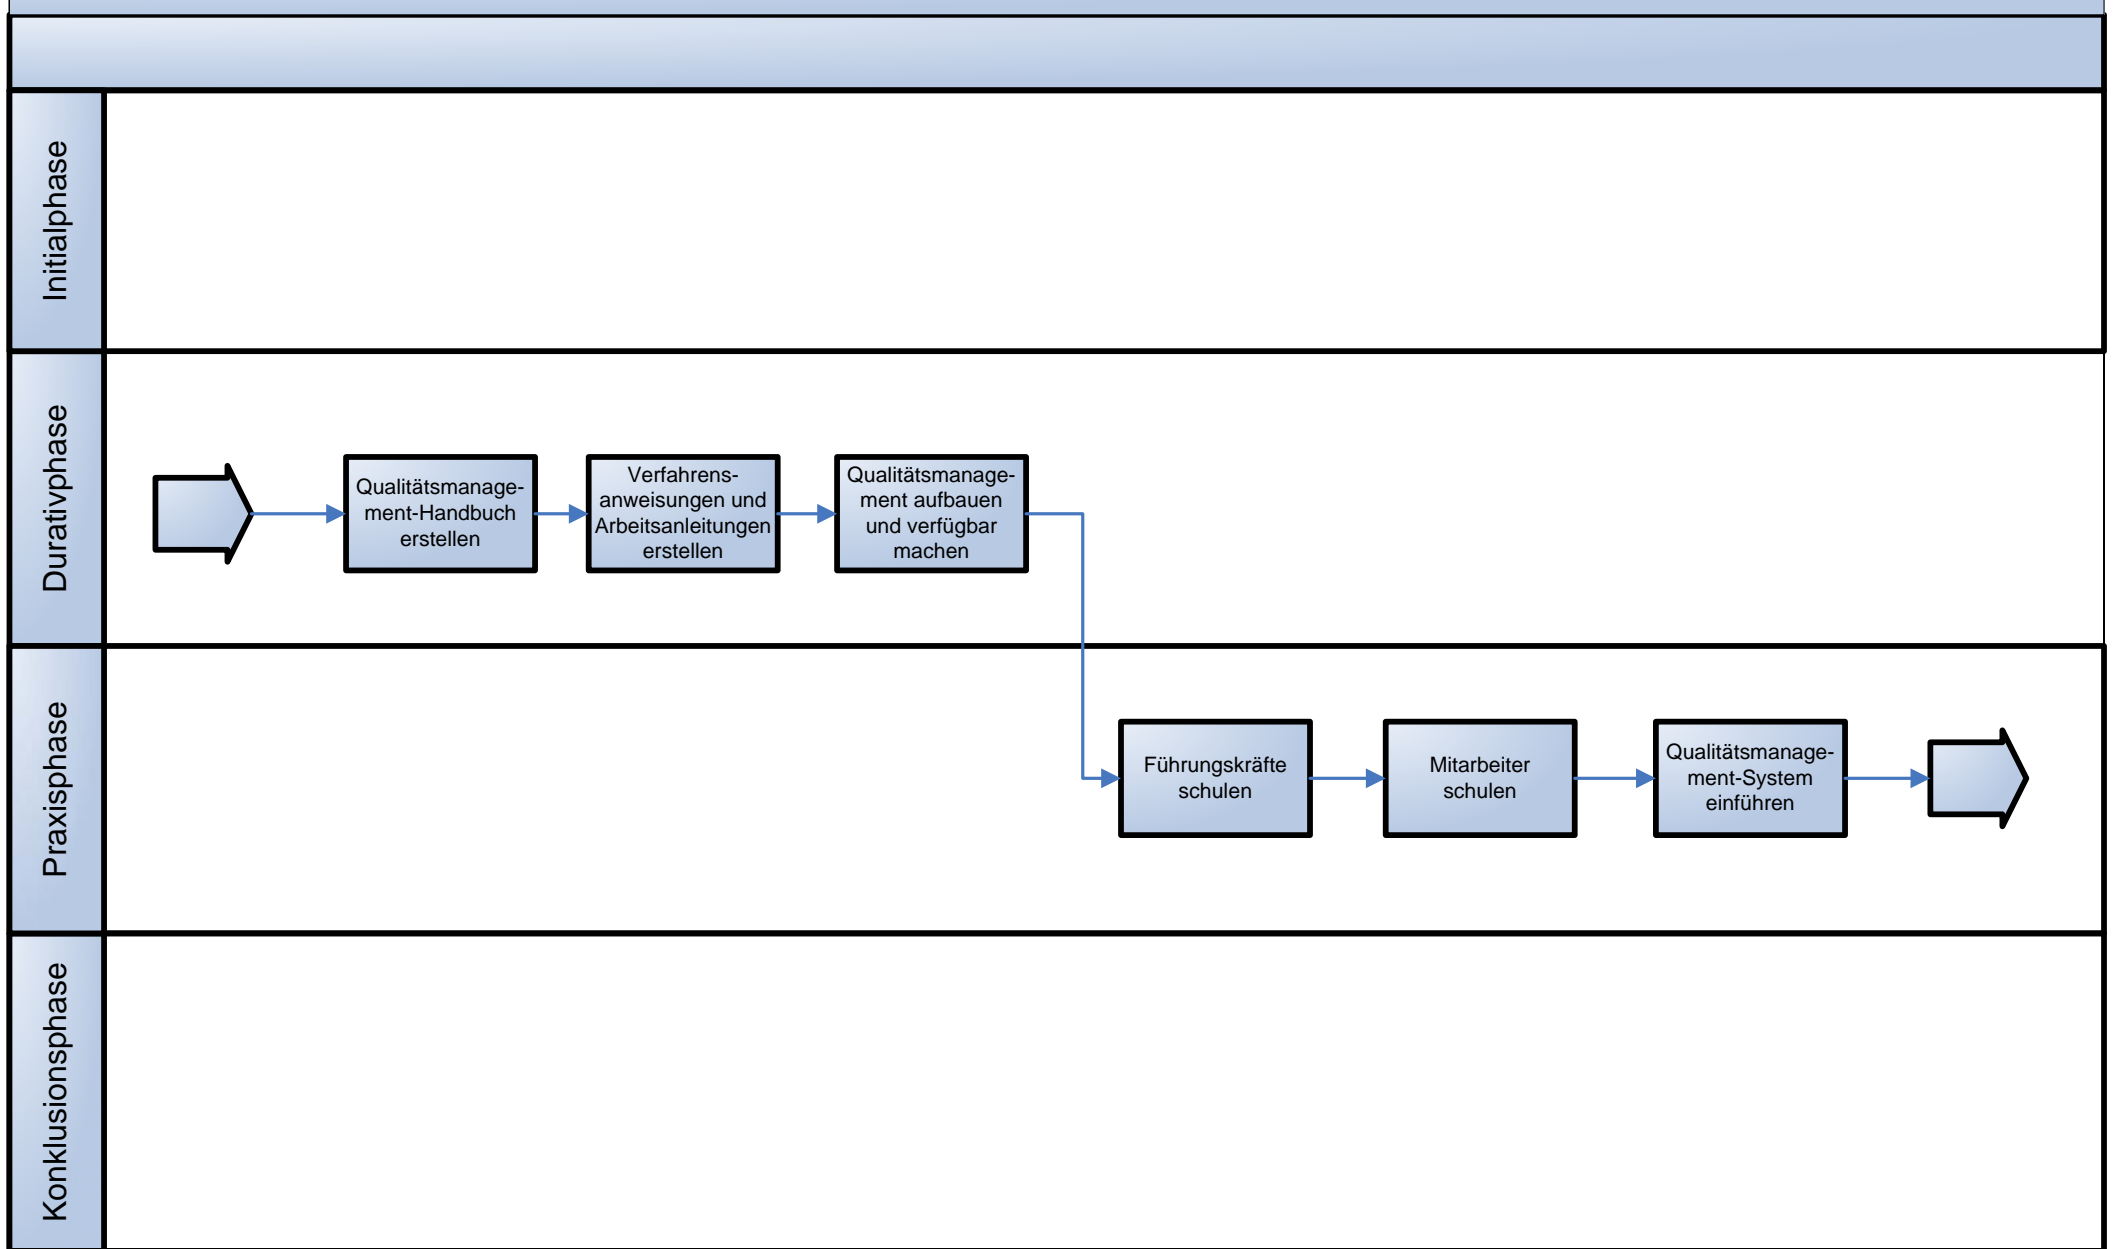 Initialphase
Durativphase
Qualitätsmanage-
ment-Handbuch
erstellen
Verfahrens-
anweisungen und
Arbeitsanleitungen
erstellen
Qualitätsmanage-
ment aufbauen
und verfügbar
machen
Praxisphase
Führungskräfte
schulen
Mitarbeiter
schulen
Qualitätsmanage-
ment-System
einführen
Konklusionsphase